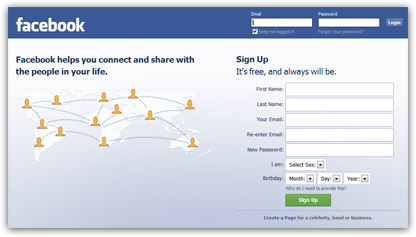 facebook
Email
Password
Keep me logged in
Forgot your password?
Login
Facebook helps you connect and share with
the people in your life.
Sign Up
It's free, and always will be.
First Name:
Last Name:
Your Email:
Re-enter Email:
New Password:
I am:
Select Sex:
Birthday:
Month:
Day:
Year:
Why do I need to provide this?
Sign Up
Create a Page for a celebrity, band or business.